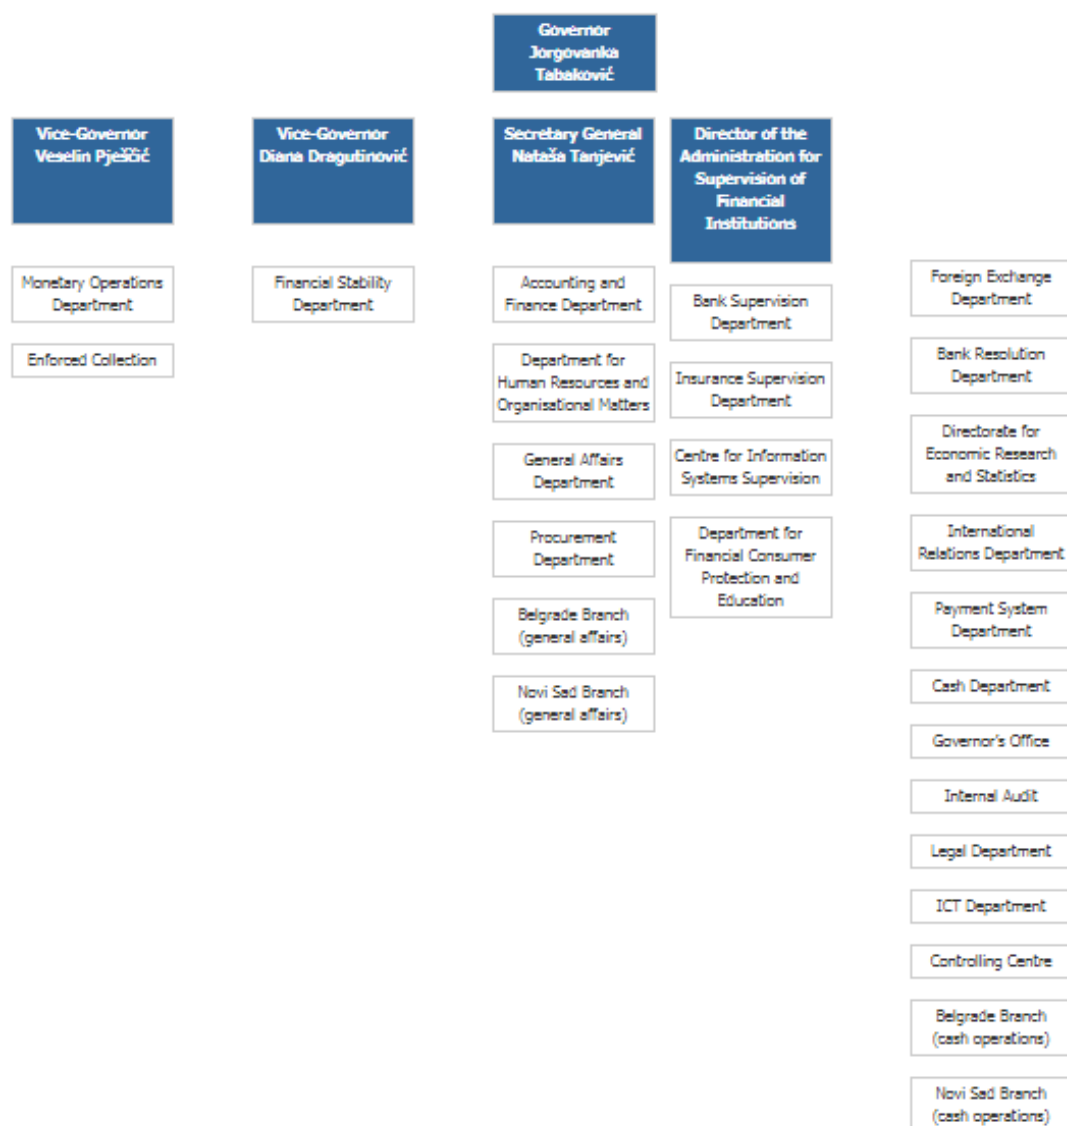 Governor
Jorgovanka
Tabaković
Vice-Governor
Veselin Pješčić
Vice-Governor
Diana Dragutinović
Secretary General
Nataša Tanjević
Director of the
Administration for
Supervision of
Financial
Institutions
Monetary Operations
Department
Enforced Collection
Financial Stability
Department
Accounting and
Finance Department
Department for
Human Resources and
Organisational Matters
General Affairs
Department
Procurement
Department
Belgrade Branch
(general affairs)
Novi Sad Branch
(general affairs)
Bank Supervision
Department
Insurance Supervision
Department
Centre for Information
Systems Supervision
Department for
Financial Consumer
Protection and
Education
Foreign Exchange
Department
Bank Resolution
Department
Directorate for
Economic Research
and Statistics
International
Relations Department
Payment System
Department
Cash Department
Governor's Office
Internal Audit
Legal Department
ICT Department
Controlling Centre
Belgrade Branch
(cash operations)
Novi Sad Branch
(cash operations)